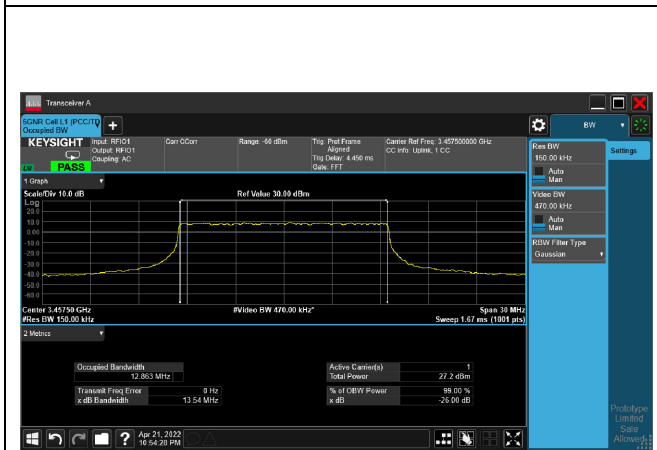 Transceiver A
5GNR Cell L1 (PCC/TD
Occupied BW
+
BW
KEYSIGHT
LXI
PASS
Input: RFIO1
Output: RFIO1
Coupling: AC
Corr CCorr
Range: -60 dBm
Trig: Pret Frame
Aligned
Trig Delay: 4.450 ms
Gate: FFT
Carrier Ref Freq: 3.457500000 GHz
CC Info: Uplink, 1 CC
Res BW
150.00 kHz
Auto
Man
Settings
Video BW
470.00 kHz
Auto
Man
RBW Filter Type
Gaussian
1 Graph
Scale/Div 10.0 dB
Ref Value 30.00 dBm
Log
20.0
10.0
0.00
-10.0
-20.0
-30.0
-40.0
-50.0
-60.0
Center 3.45750 GHz
#Video BW 470.00 kHz*
Span 30 MHz
#Res BW 150.00 kHz
Sweep 1.67 ms (1001 pts)
2 Metrics
Occupied Bandwidth
12.863 MHz
Active Carrier(s) 1
Total Power 27.2 dBm
Transmit Freq Error 0 Hz
x dB Bandwidth 13.54 MHz
% of OBW Power 99.00 %
x dB -26.00 dB
Prototype
Limited
Sale
Allowed
?
Apr 21, 2022
10:54:28 PM